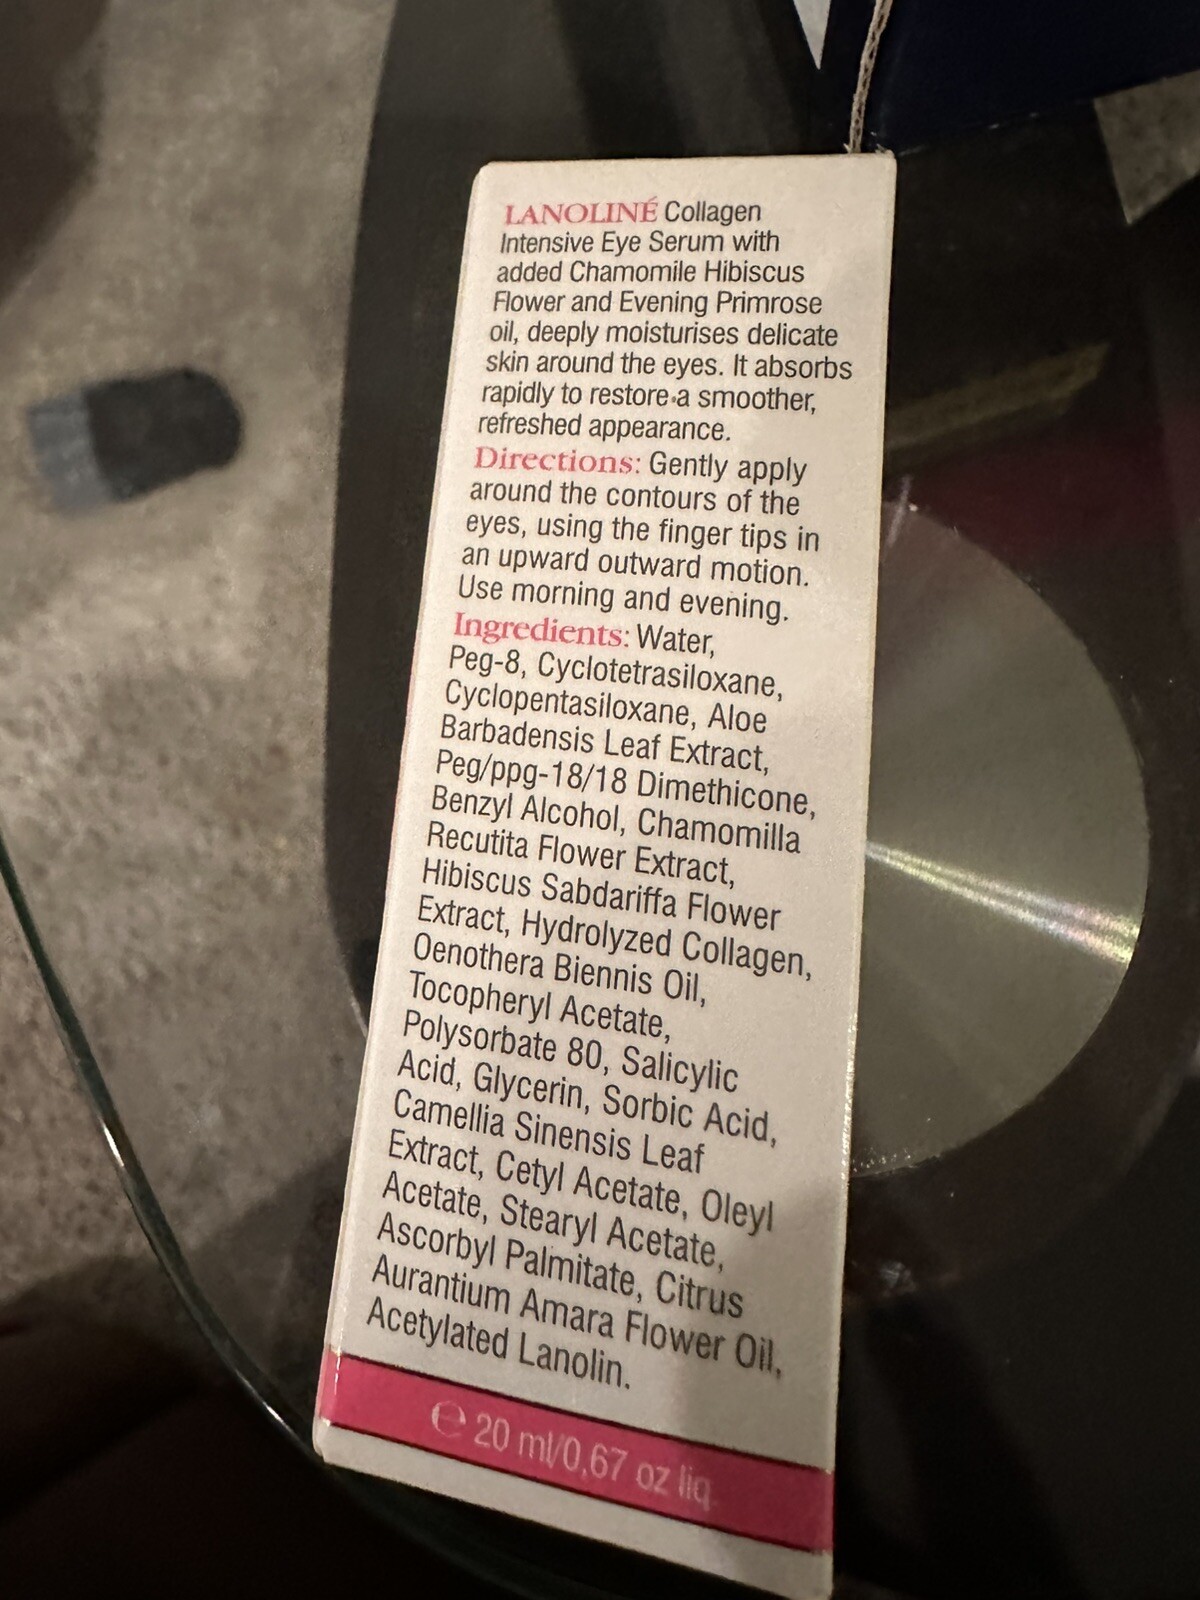 LANOLINÉ Collagen
Intensive Eye Serum with
added Chamomile Hibiscus
Flower and Evening Primrose
oil, deeply moisturises delicate
skin around the eyes. It absorbs
rapidly to restore a smoother,
refreshed appearance.
Directions: Gently apply
around the contours of the
eyes, using the finger tips in
an upward outward motion.
Use morning and evening.
Ingredients: Water,
Peg-8, Cyclotetrasiloxane,
Cyclopentasiloxane, Aloe
Barbadensis Leaf Extract,
Peg/ppg-18/18 Dimethicone,
Benzyl Alcohol, Chamomilla
Recutita Flower Extract,
Hibiscus Sabdariffa Flower
Extract, Hydrolyzed Collagen,
Oenothera Biennis Oil,
Tocopheryl Acetate,
Polysorbate 80, Salicylic
Acid, Glycerin, Sorbic Acid,
Camellia Sinensis Leaf
Extract, Cetyl Acetate, Oleyl
Acetate, Stearyl Acetate,
Ascorbyl Palmitate, Citrus
Aurantium Amara Flower Oil,
Acetylated Lanolin.
℮ 20 ml/0,67 oz liq.